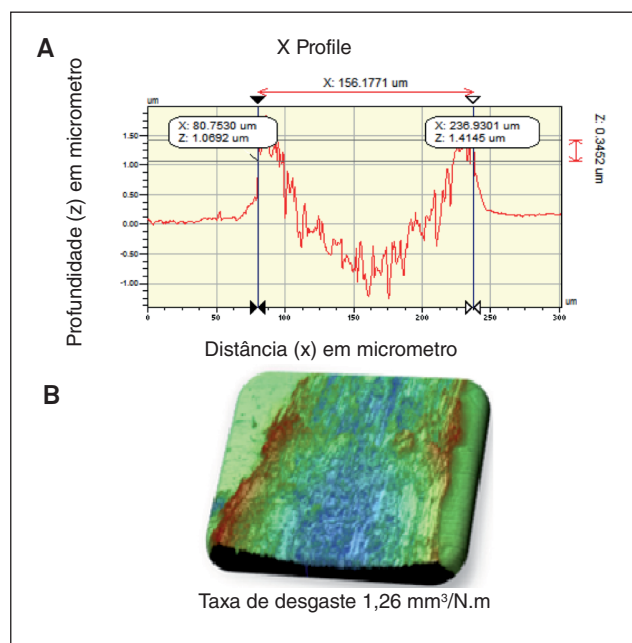 A
X Profile
X: 156.1771 um
um
X: 80.7530 um
Z: 1.0692 um
X: 236.9301 um
Z: 1.4145 um
Z: 0.3452 um
1.50
1.00
0.50
0.00
-0.50
-1.00
Profundidade (z) em micrometro
0 50 100 150 200 250 300
um
Distância (x) em micrometro
B
Taxa de desgaste 1,26 mm³/N.m